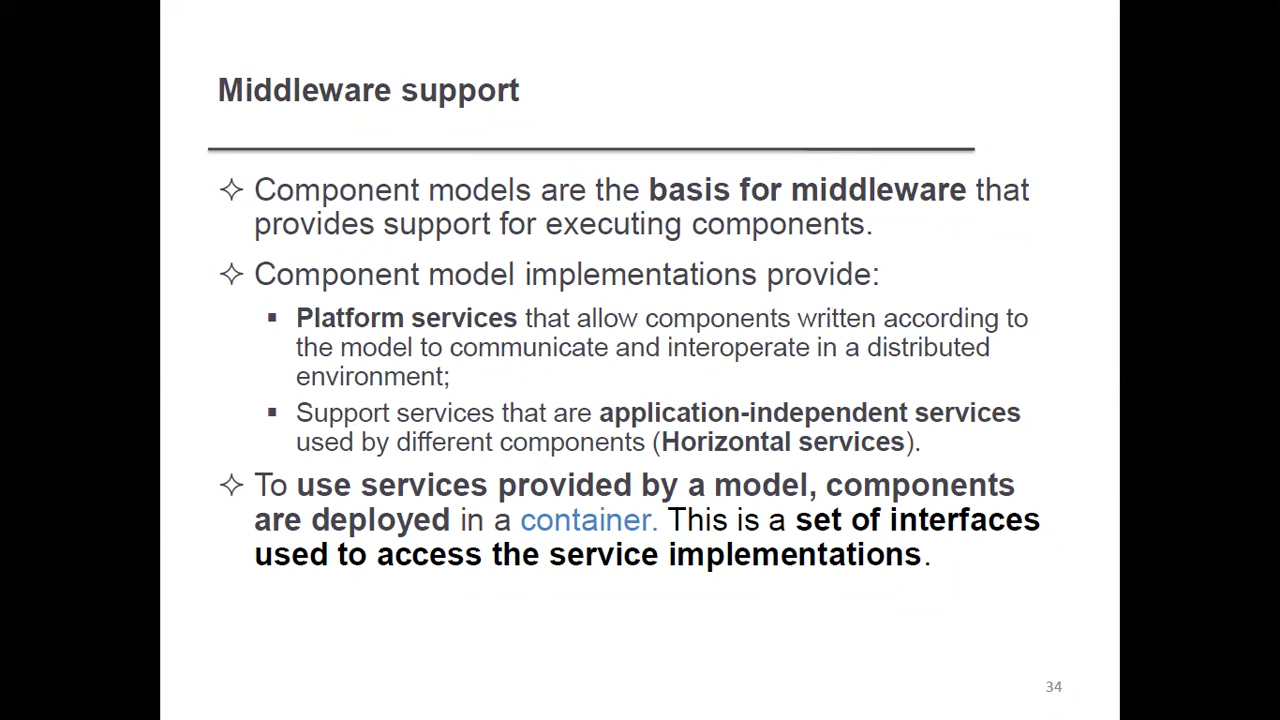 Middleware support
✧ Component models are the basis for middleware that
provides support for executing components.
✧ Component model implementations provide:
▪ Platform services that allow components written according to
the model to communicate and interoperate in a distributed
environment;
▪ Support services that are application-independent services
used by different components (Horizontal services).
✧ To use services provided by a model, components
are deployed in a container. This is a set of interfaces
used to access the service implementations.
34